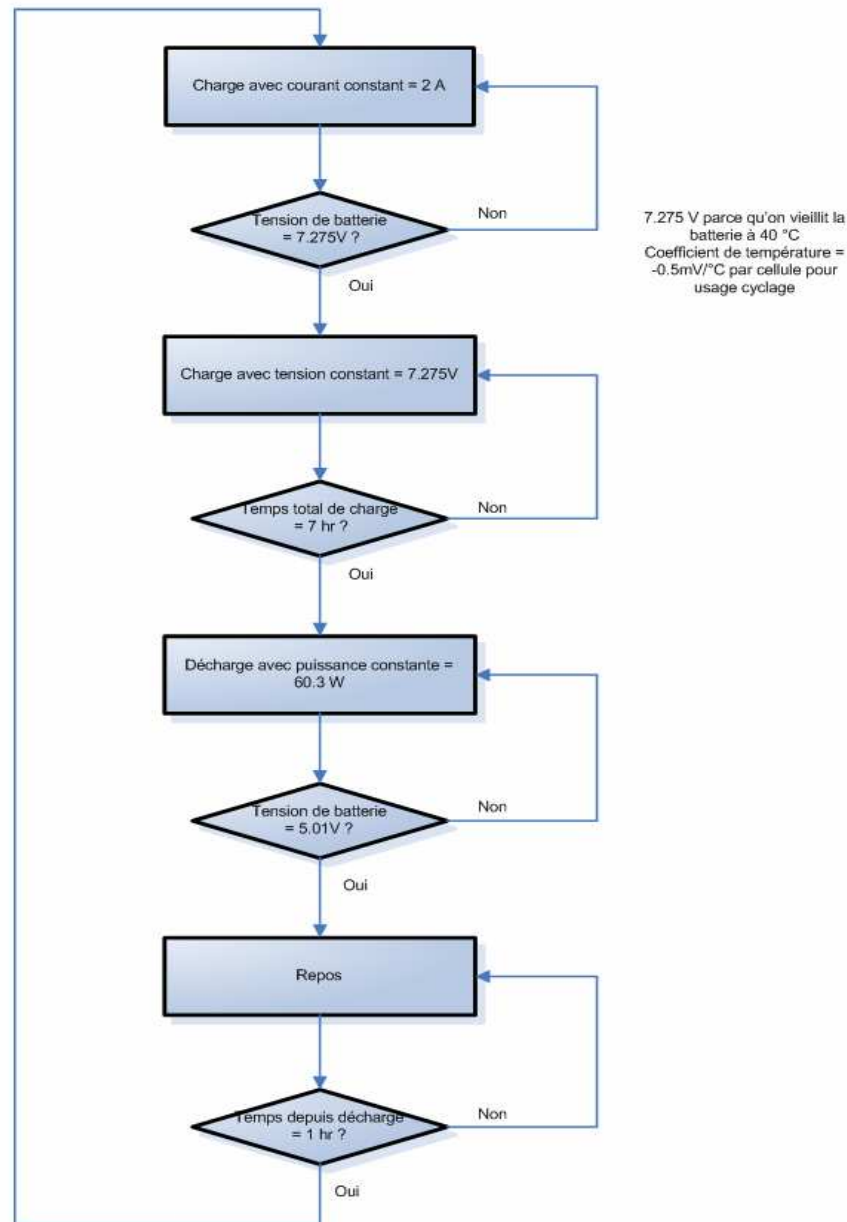 Charge avec courant constant = 2 A
Tension de batterie
= 7.275V ?
Non
Oui
7.275 V parce qu'on vieillit la
batterie à 40 °C
Coefficient de température =
-0.5mV/°C par cellule pour
usage cyclage
Charge avec tension constant = 7.275V
Temps total de charge
= 7 hr ?
Non
Oui
Décharge avec puissance constante =
60.3 W
Tension de batterie
= 5.01V ?
Non
Oui
Repos
Temps depuis décharge
= 1 hr ?
Non
Oui